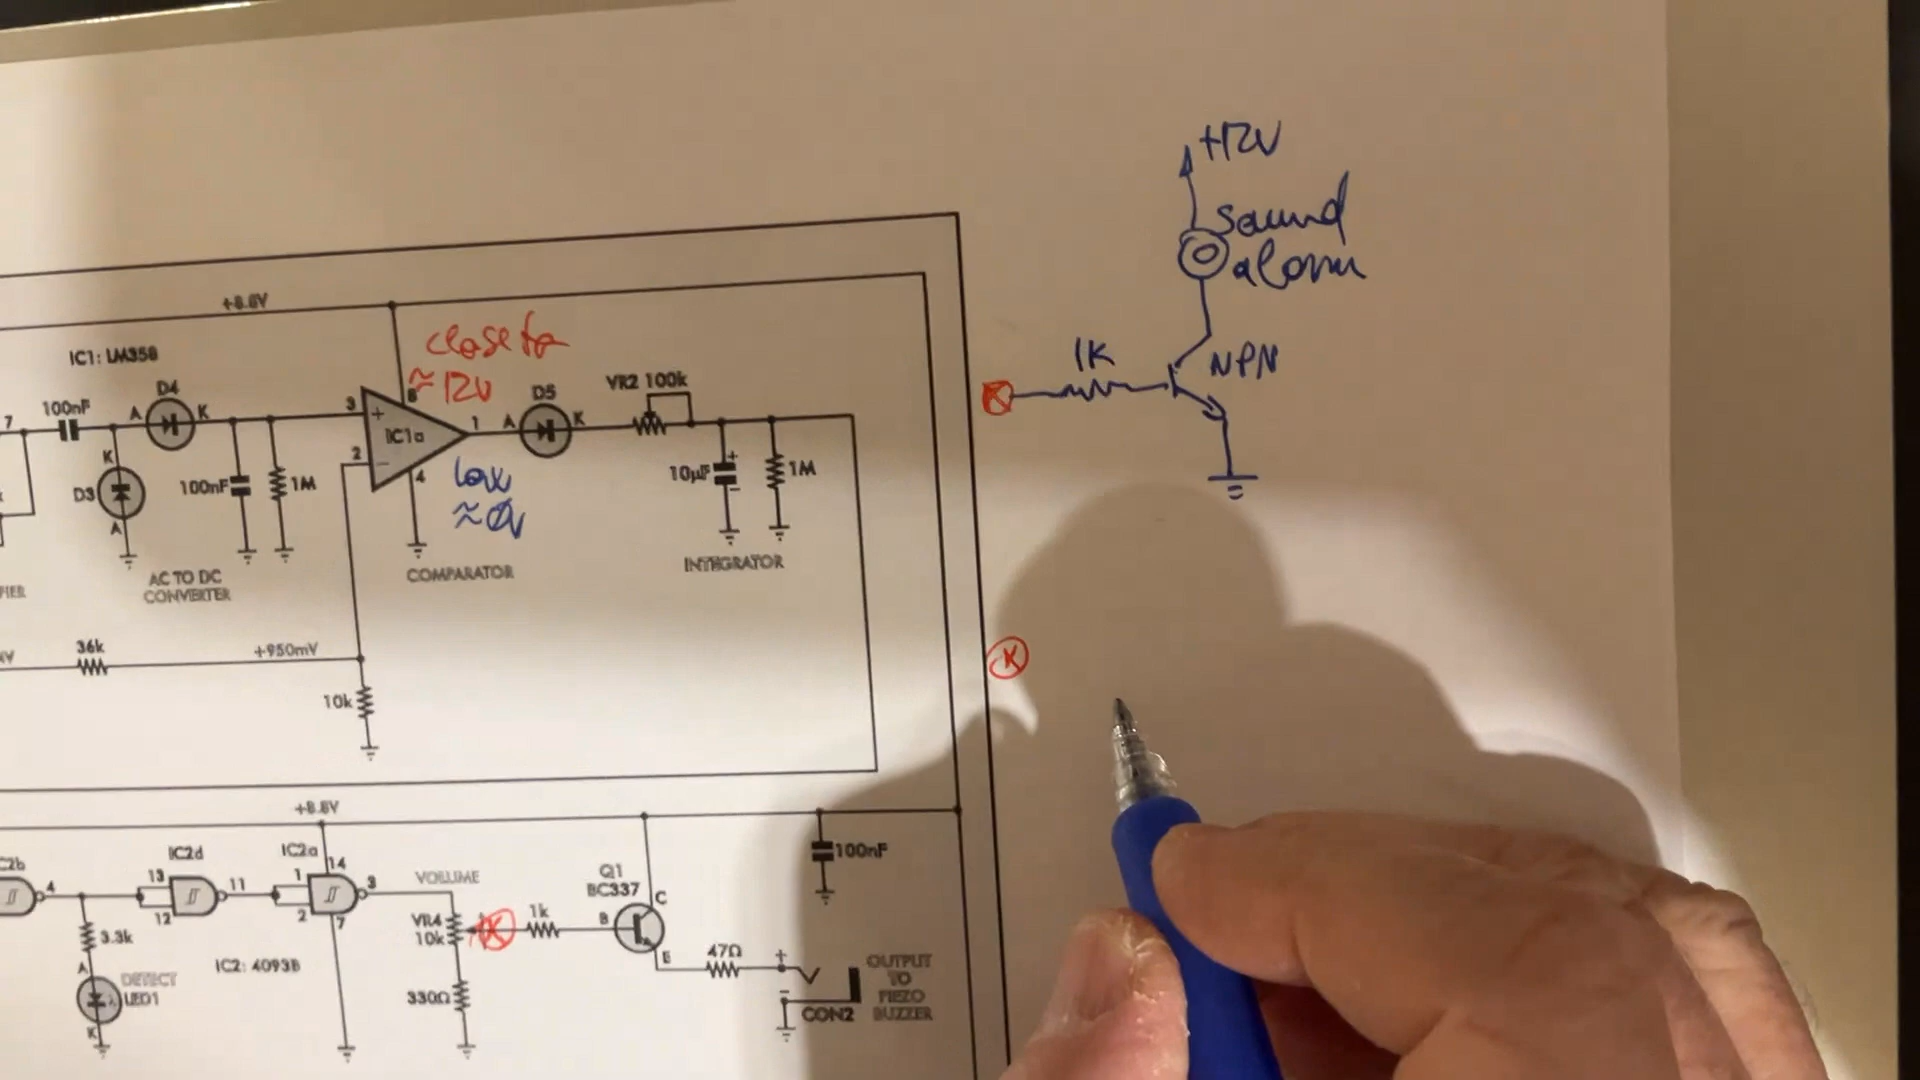 +12V
sound
alarm
1K
NPN
+8.8V
close to
≈ 12V
IC1: LM358
D4
100nF
A
K
7
3
+
8
IC1a
1
A
D5
K
VR2 100k
2
−
4
low
≈ 0V
K
D3
A
100nF
1M
10µF
+
−
1M
AC TO DC
CONVERTER
COMPARATOR
INTEGRATOR
36k
+950mV
10k
K
+8.8V
IC2d
IC2a
14
4
13
12
11
1
2
3
7
VOLUME
VR4
10k
K
1k
Q1
BC337
B
C
E
100nF
3.3k
A
DETECT
LED1
K
IC2: 4093B
330Ω
47Ω
+
−
CON2
OUTPUT
TO
PIEZO
BUZZER